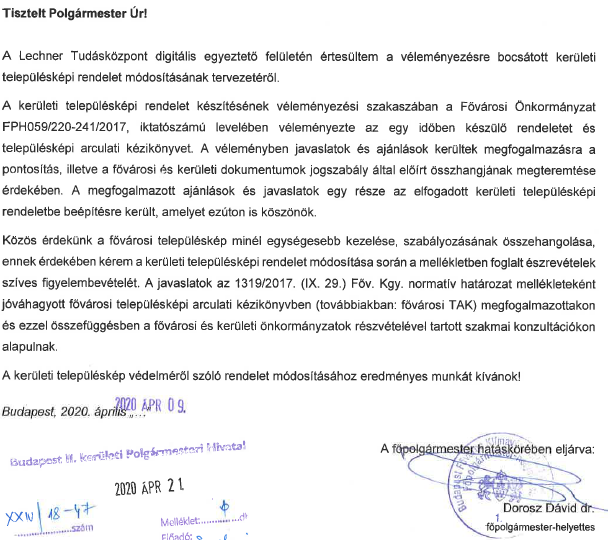 Tisztelt Polgármester Úr!
A Lechner Tudásközpont digitális egyeztető felületén értesültem a véleményezésre bocsátott kerületi
településképi rendelet módosításának tervezetéről.
A kerületi településképi rendelet készítésének véleményezési szakaszában a Fővárosi Önkormányzat
FPH059/220-241/2017, iktatószámú levelében véleményezte az egy időben készülő rendeletet és
településképi arculati kézikönyvet. A véleményben javaslatok és ajánlások kerültek megfogalmazásra a
pontosítás, illetve a fővárosi és kerületi dokumentumok jogszabály által előírt összhangjának megteremtése
érdekében. A megfogalmazott ajánlások és javaslatok egy része az elfogadott kerületi településképi
rendeletbe beépítésre került, amelyet ezúton is köszönök.
Közös érdekünk a fővárosi településkép minél egységesebb kezelése, szabályozásának összehangolása,
ennek érdekében kérem a kerületi településképi rendelet módosítása során a mellékletben foglalt észrevételek
szíves figyelembevételét. A javaslatok az 1319/2017. (IX. 29.) Főv. Kgy. normatív határozat mellékleteként
jóváhagyott fővárosi településképi arculati kézikönyvben (továbbiakban: fővárosi TAK) megfogalmazottakon
és ezzel összefüggésben a fővárosi és kerületi önkormányzatok részvételével tartott szakmai konzultációkon
alapulnak.
A kerületi településkép védelméről szóló rendelet módosításához eredményes munkát kívánok!
Budapest, 2020. április „..."
2020 ÁPR 09.
A főpolgármester hatáskörében eljárva:
Budapest II. kerületi Polgármesteri Hivatal
2020 ÁPR 21
XXIV/18-47
szám
Melléklet: db
Előadó:
1.
Dorosz Dávid dr.
főpolgármester-helyettes